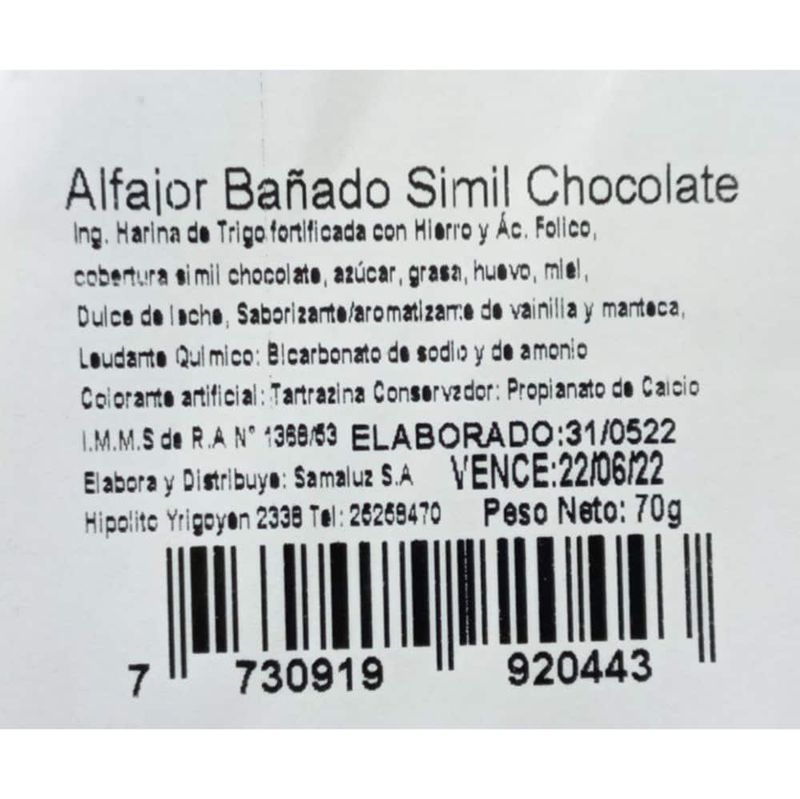 Alfajor Bañado Simil Chocolate
Ing. Harina de Trigo fortificada con Hierro y Ác. Folico,
cobertura simil chocolate, azúcar, grasa, huevo, miel,
Dulce de leche, Saborizante/aromatizante de vainilla y manteca,
Leudante Quimico: Bicarbonato de sodio y de amonio
Colorante artificial: Tartrazina Conservador: Propianato de Calcio
I.M.M.S de R.A N° 1368/53 ELABORADO:31/0522
Elabora y Distribuye: Samaluz S.A VENCE:22/06/22
Hipolito Yrigoyen 2338 Tel: 25258470 Peso Neto: 70g
7 730919 920443